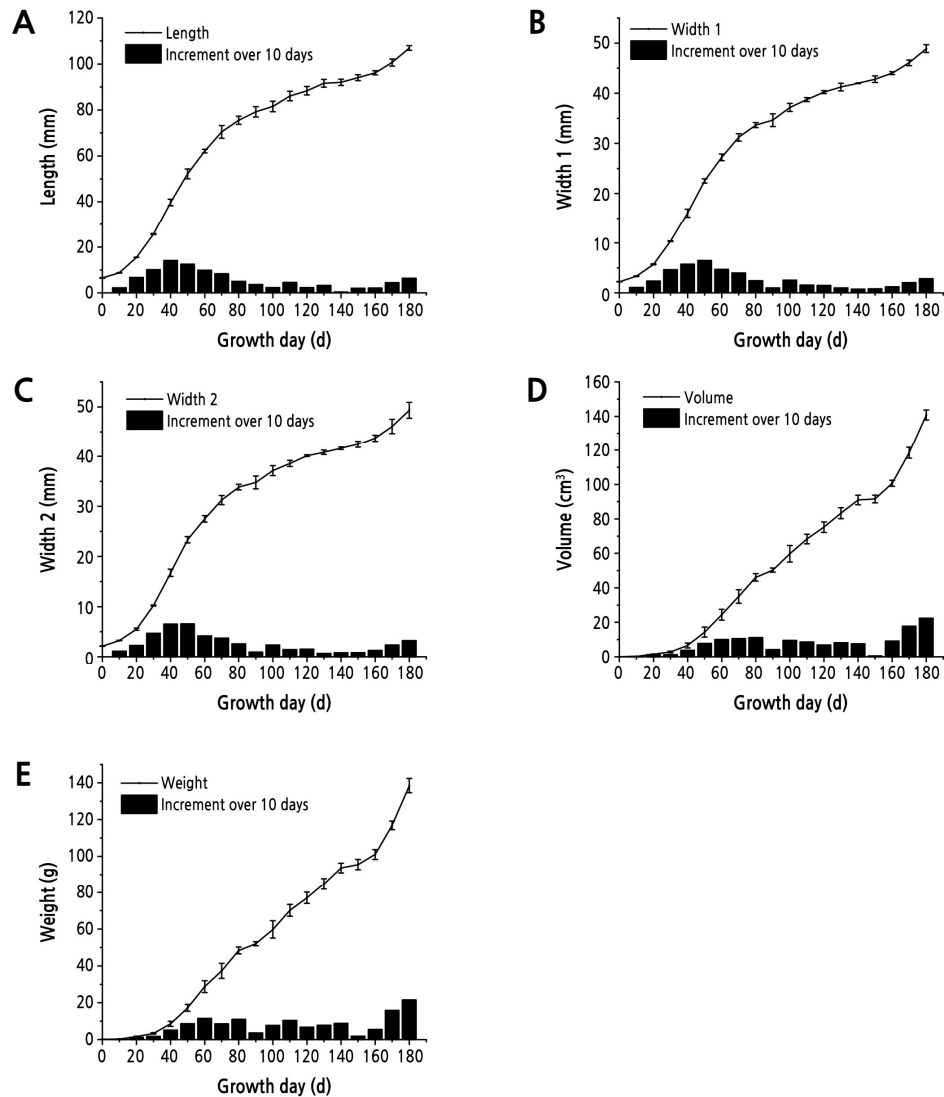 A
Length
Increment over 10 days
120
100
80
60
40
20
0
Length (mm)
0 20 40 60 80 100 120 140 160 180
Growth day (d)
B
Width 1
Increment over 10 days
50
40
30
20
10
0
Width 1 (mm)
0 20 40 60 80 100 120 140 160 180
Growth day (d)
C
Width 2
Increment over 10 days
50
40
30
20
10
0
Width 2 (mm)
0 20 40 60 80 100 120 140 160 180
Growth day (d)
D
Volume
Increment over 10 days
160
140
120
100
80
60
40
20
0
Volume (cm³)
0 20 40 60 80 100 120 140 160 180
Growth day (d)
E
Weight
Increment over 10 days
140
120
100
80
60
40
20
0
Weight (g)
0 20 40 60 80 100 120 140 160 180
Growth day (d)